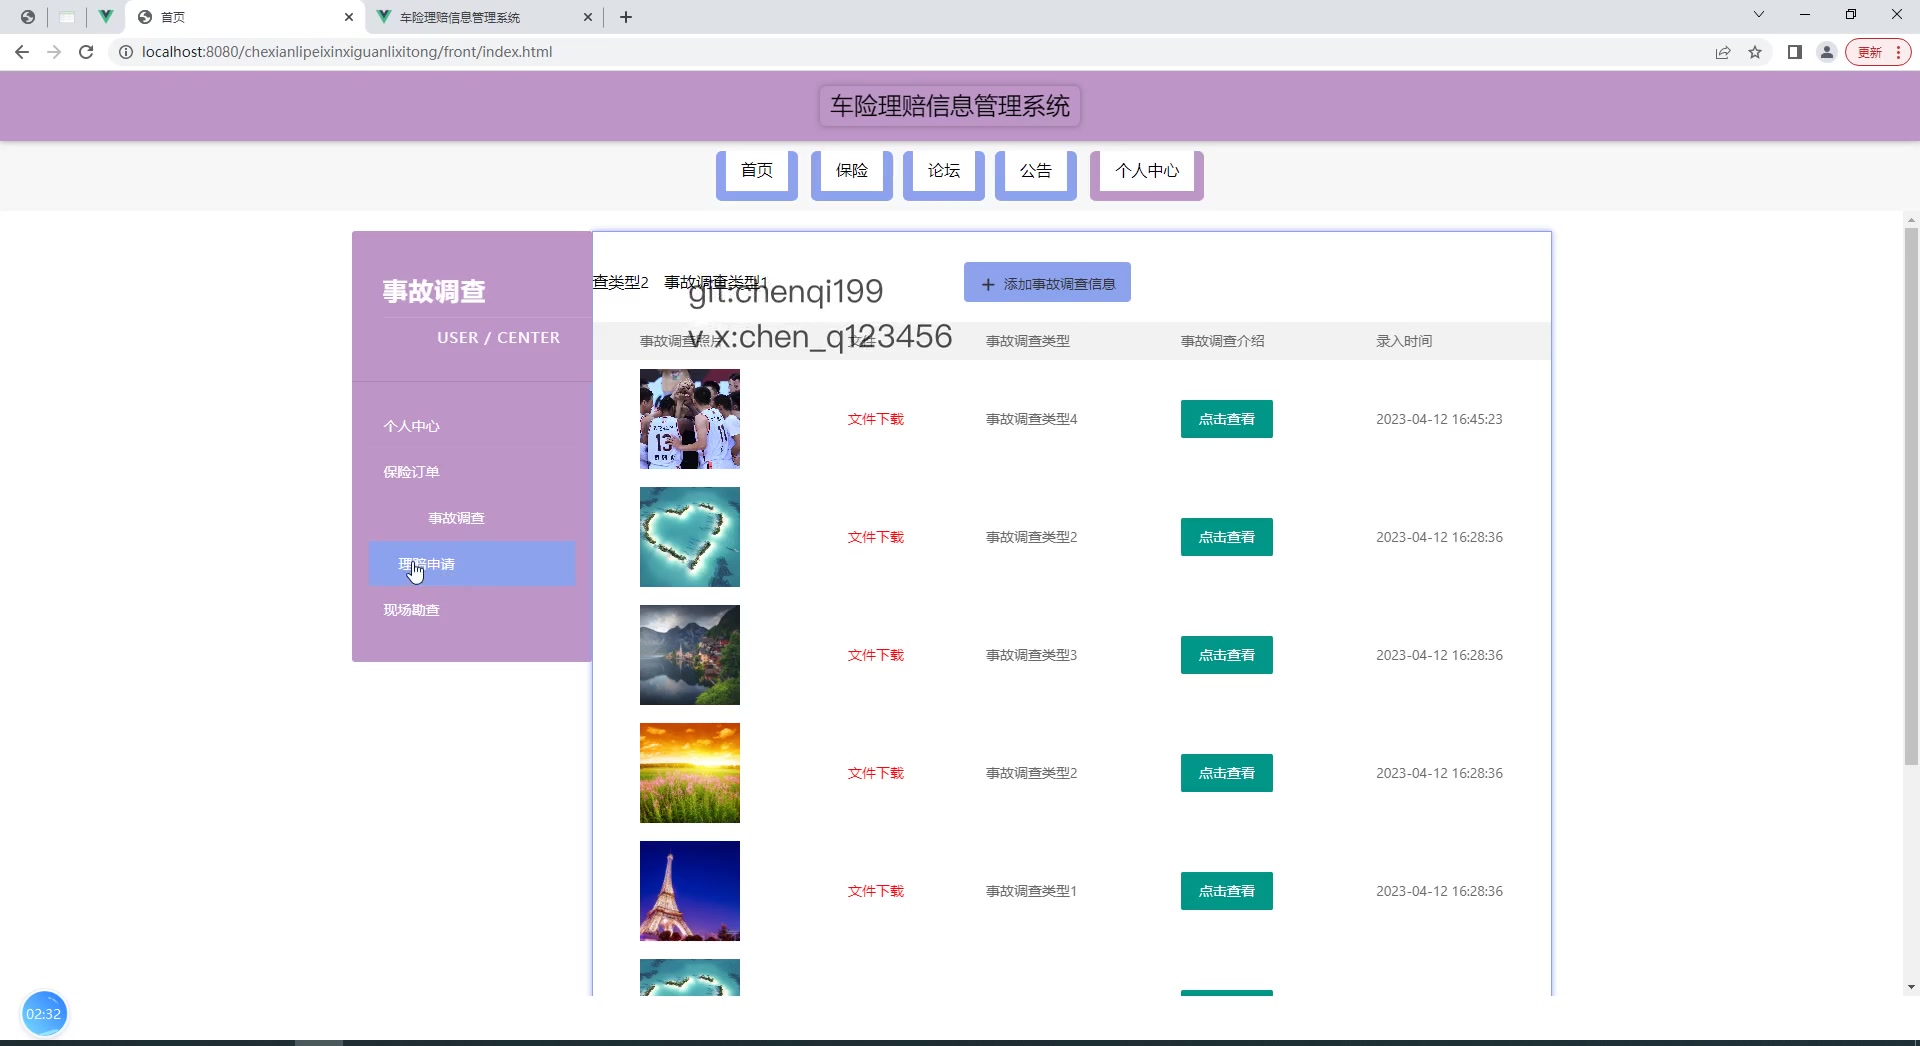 首页
车险理赔信息管理系统
localhost:8080/chexianlipeixinxiguanlixitong/front/index.html
更新
车险理赔信息管理系统
首页
保险
论坛
公告
个人中心
事故调查
USER / CENTER
个人中心
保险订单
事故调查
理赔申请
现场勘查
查类型2 事故调查类型1
添加事故调查信息
git:chenqi199
v x:chen_q123456
事故调查照片 文件 事故调查类型 事故调查介绍 录入时间
文件下载 事故调查类型4 点击查看 2023-04-12 16:45:23
13 11
文件下载 事故调查类型2 点击查看 2023-04-12 16:28:36
文件下载 事故调查类型3 点击查看 2023-04-12 16:28:36
文件下载 事故调查类型2 点击查看 2023-04-12 16:28:36
文件下载 事故调查类型1 点击查看 2023-04-12 16:28:36
02:32